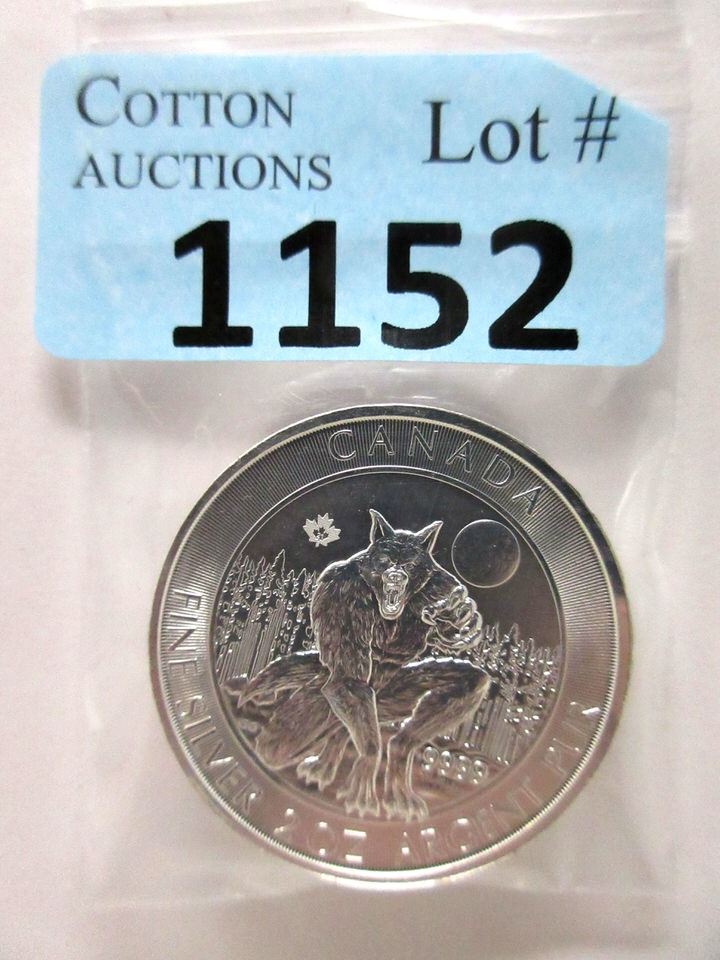 COTTON
AUCTIONS
Lot #
1152
CANADA
9999
FINE SILVER 2 OZ ARGENT PUR